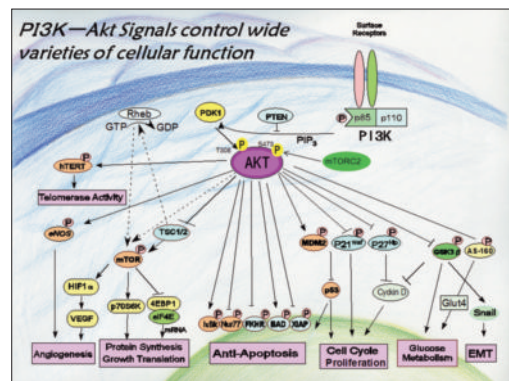 PI3K—Akt Signals control wide
varieties of cellular function
Surface
Receptors
Rheb
GTP
GDP
PDK1
PTEN
P
p85
p110
PIP3
PI3K
T308
P
S473
P
mTORC2
AKT
P
hTERT
Telomerase Activity
P
eNOS
TSC1/2
P
mTOR
P
MDM2
P
P21
P
P27
P
GSK3β
P
AS-160
HIF1α
p70S6K
4EBP1
eIF4E
mRNA
p53
Cyclin D
Glut4
Snail
VEGF
P
P
Nur77
FKHR
P
BAD
P
XIAP
Angiogenesis
Protein Synthesis
Growth Translation
Anti-Apoptosis
Cell Cycle
Proliferation
Glucose
Metabolism
EMT